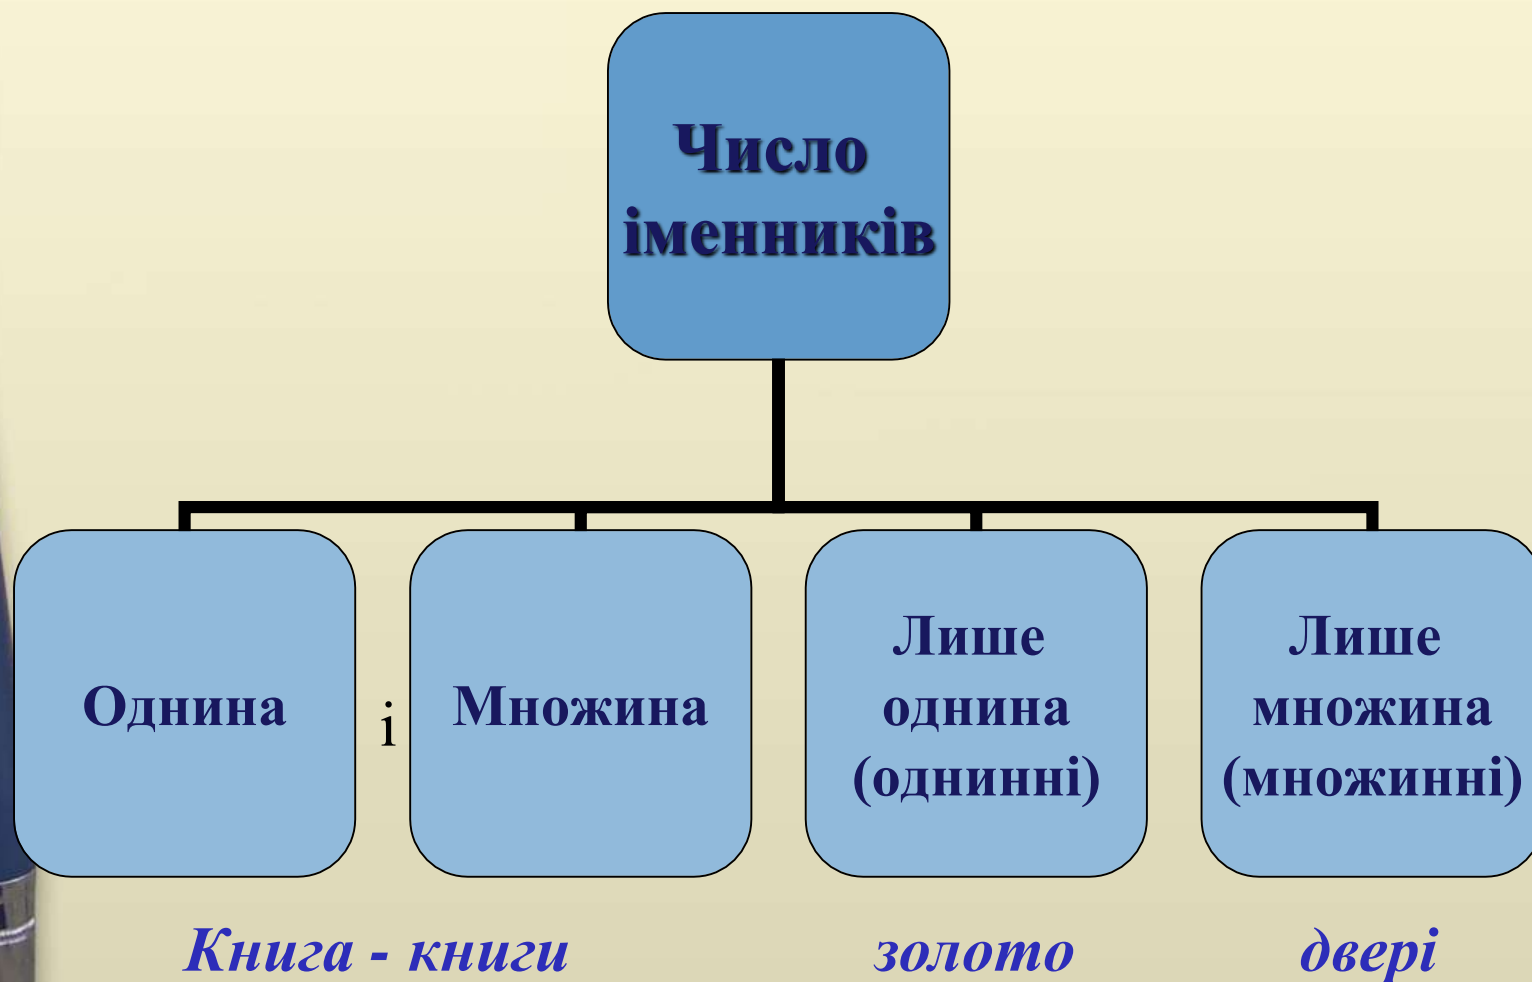 Число
іменників
Однина
і
Множина
Лише
однина
(однинні)
Лише
множина
(множинні)
Книга - книги
золото
двері